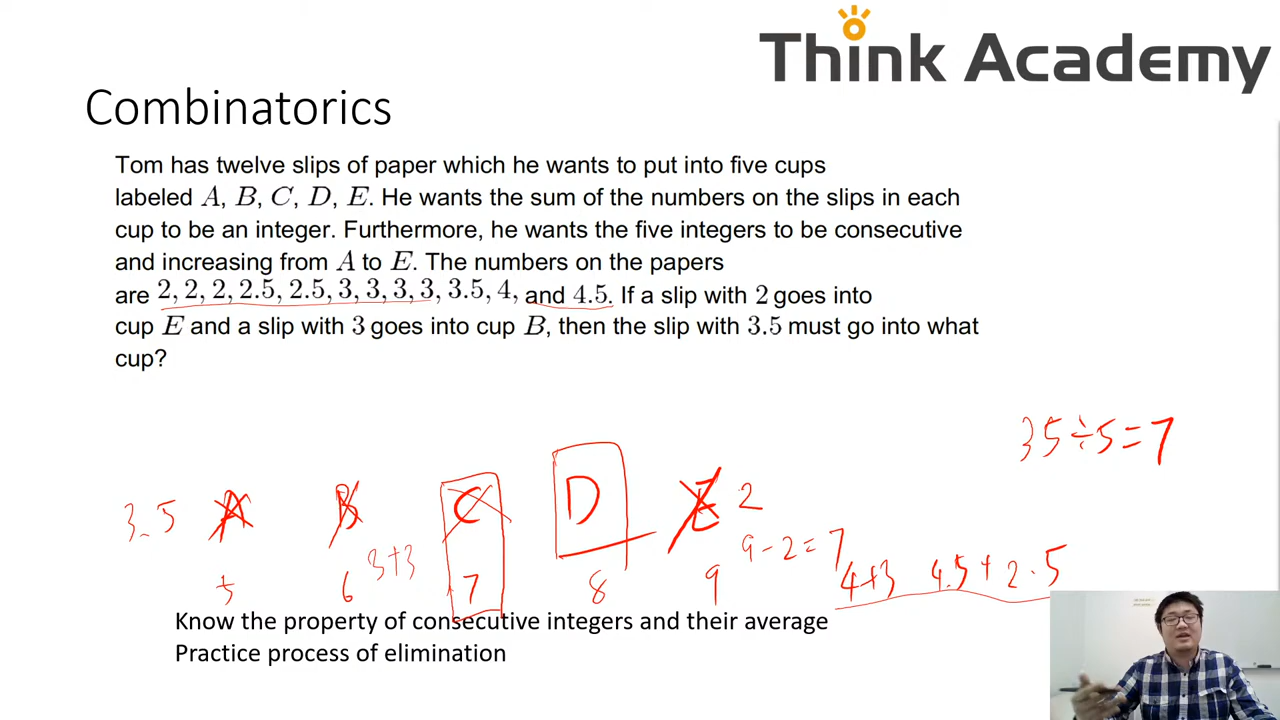 Think Academy
Combinatorics
Tom has twelve slips of paper which he wants to put into five cups
labeled A, B, C, D, E. He wants the sum of the numbers on the slips in each
cup to be an integer. Furthermore, he wants the five integers to be consecutive
and increasing from A to E. The numbers on the papers
are 2, 2, 2, 2.5, 2.5, 3, 3, 3, 3, 3.5, 4, and 4.5. If a slip with 2 goes into
cup E and a slip with 3 goes into cup B, then the slip with 3.5 must go into what
cup?
35÷5=7
3.5 A B C D E 2
3+3 9-2=7
5 6 7 8 9 4+3 4.5+2.5
Know the property of consecutive integers and their average
Practice process of elimination